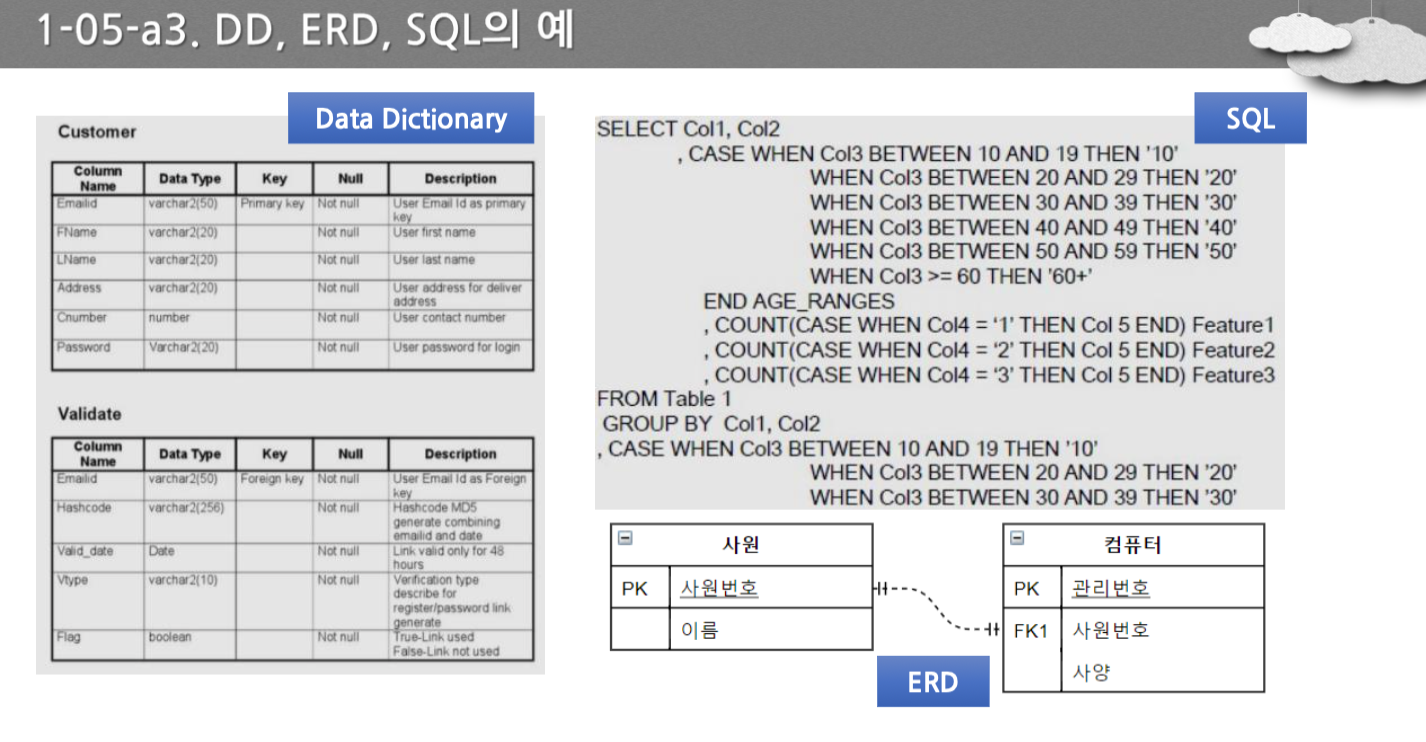 1-05-a3. DD, ERD, SQL의 예
Data Dictionary
Customer
Column Name Data Type Key Null Description
Emailid varchar2(50) Primary key Not null User Email Id as primary key
FName varchar2(20) Not null User first name
LName varchar2(20) Not null User last name
Address varchar2(20) Not null User address for deliver address
Cnumber number Not null User contact number
Password Varchar2(20) Not null User password for login
Validate
Column Name Data Type Key Null Description
Emailid varchar2(50) Foreign key Not null User Email Id as Foreign key
Hashcode varchar2(256) Not null Hashcode MD5 generate combining emailid and date
Valid_date Date Not null Link valid only for 48 hours
Vtype varchar2(10) Not null Verification type describe for register/password link generate
Flag boolean Not null True-Link used False-Link not used
SQL
SELECT Col1, Col2
, CASE WHEN Col3 BETWEEN 10 AND 19 THEN '10'
WHEN Col3 BETWEEN 20 AND 29 THEN '20'
WHEN Col3 BETWEEN 30 AND 39 THEN '30'
WHEN Col3 BETWEEN 40 AND 49 THEN '40'
WHEN Col3 BETWEEN 50 AND 59 THEN '50'
WHEN Col3 >= 60 THEN '60+'
END AGE_RANGES
, COUNT(CASE WHEN Col4 = '1' THEN Col 5 END) Feature1
, COUNT(CASE WHEN Col4 = '2' THEN Col 5 END) Feature2
, COUNT(CASE WHEN Col4 = '3' THEN Col 5 END) Feature3
FROM Table 1
GROUP BY Col1, Col2
, CASE WHEN Col3 BETWEEN 10 AND 19 THEN '10'
WHEN Col3 BETWEEN 20 AND 29 THEN '20'
WHEN Col3 BETWEEN 30 AND 39 THEN '30'
사원
PK 사원번호
이름
컴퓨터
PK 관리번호
FK1 사원번호
사양
ERD